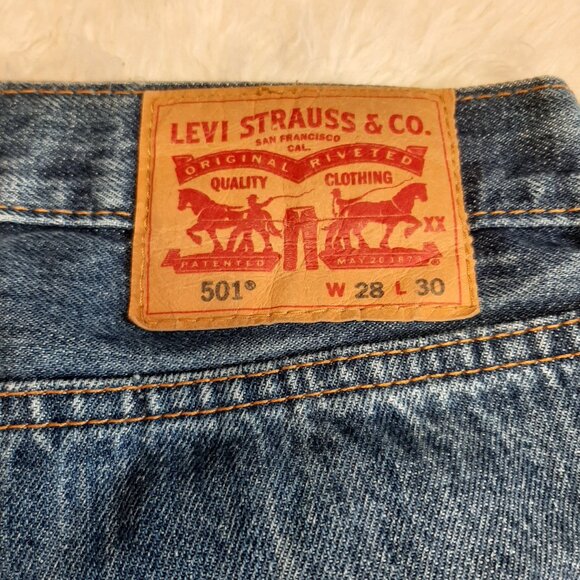 LEVI STRAUSS & CO.
SAN FRANCISCO
CAL.
ORIGINAL RIVETED
QUALITY CLOTHING
XX
PATENTED MAY 20 1873
501® W 28 L 30